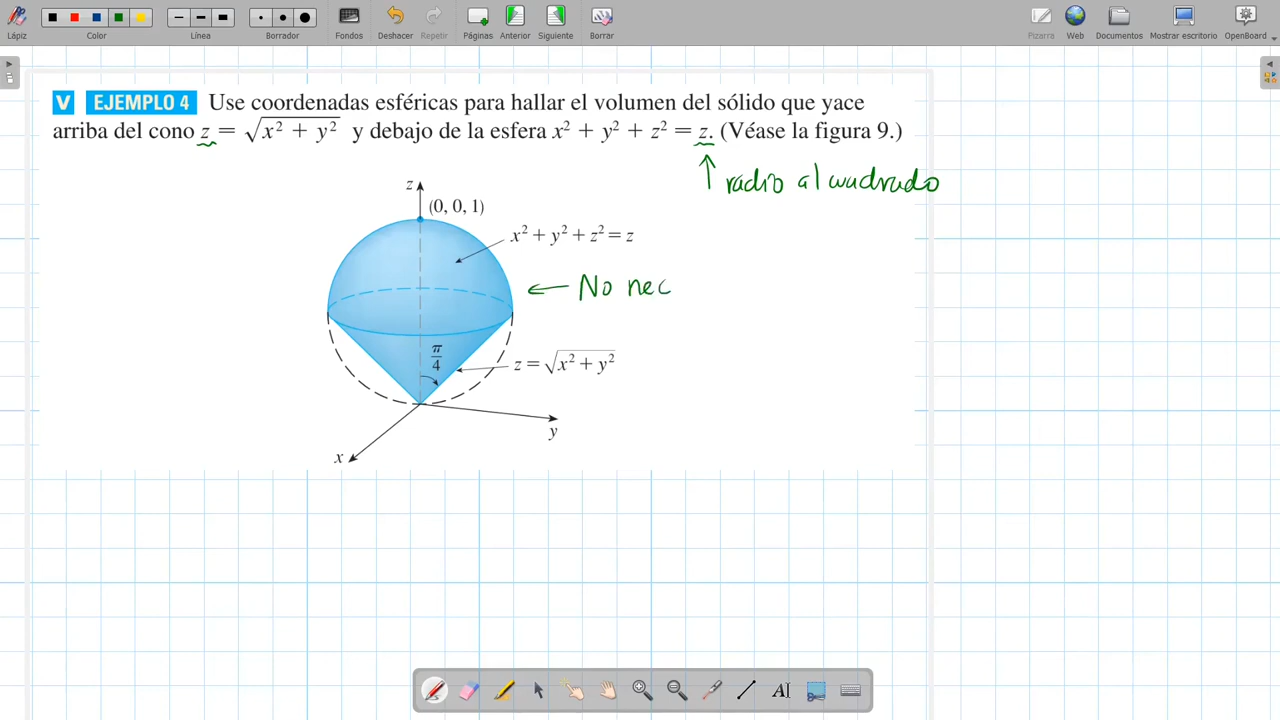 Lápiz
Color
Línea
Borrador
Fondos
Deshacer
Repetir
Páginas
Anterior
Siguiente
Borrar
Pizarra
Web
Documentos
Mostrar escritorio
OpenBoard
V EJEMPLO 4 Use coordenadas esféricas para hallar el volumen del sólido que yace
arriba del cono z = √(x² + y²) y debajo de la esfera x² + y² + z² = z. (Véase la figura 9.)
↑ radio al cuadrado
z
(0, 0, 1)
x² + y² + z² = z
← No nec
π/4
z = √(x² + y²)
y
x
AI